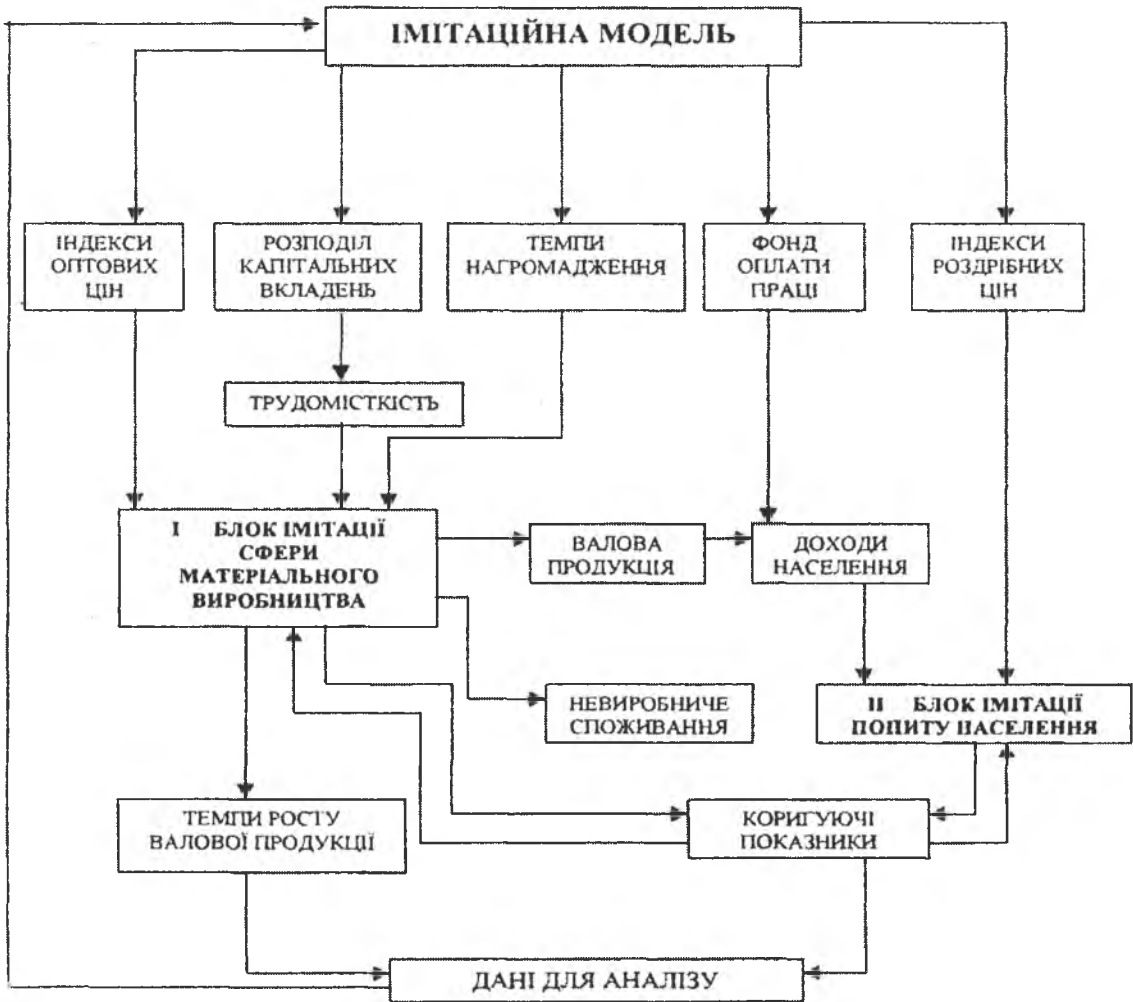 ІМІТАЦІЙНА МОДЕЛЬ
ІНДЕКСИ
ОПТОВИХ
ЦІН
РОЗПОДІЛ
КАПІТАЛЬНИХ
ВКЛАДЕНЬ
ТЕМПИ
НАГРОМАДЖЕННЯ
ФОНД
ОПЛАТИ
ПРАЦІ
ІНДЕКСИ
РОЗДРІБНИХ
ЦІН
ТРУДОМІСТКІСТЬ
І БЛОК ІМІТАЦІЇ
СФЕРИ
МАТЕРІАЛЬНОГО
ВИРОБНИЦТВА
ВАЛОВА
ПРОДУКЦІЯ
ДОХОДИ
НАСЕЛЕННЯ
НЕВИРОБНИЧЕ
СПОЖИВАННЯ
ІІ БЛОК ІМІТАЦІЇ
ПОПИТУ НАСЕЛЕННЯ
ТЕМПИ РОСТУ
ВАЛОВОЇ ПРОДУКЦІЇ
КОРИГУЮЧІ
ПОКАЗНИКИ
ДАНІ ДЛЯ АНАЛІЗУ